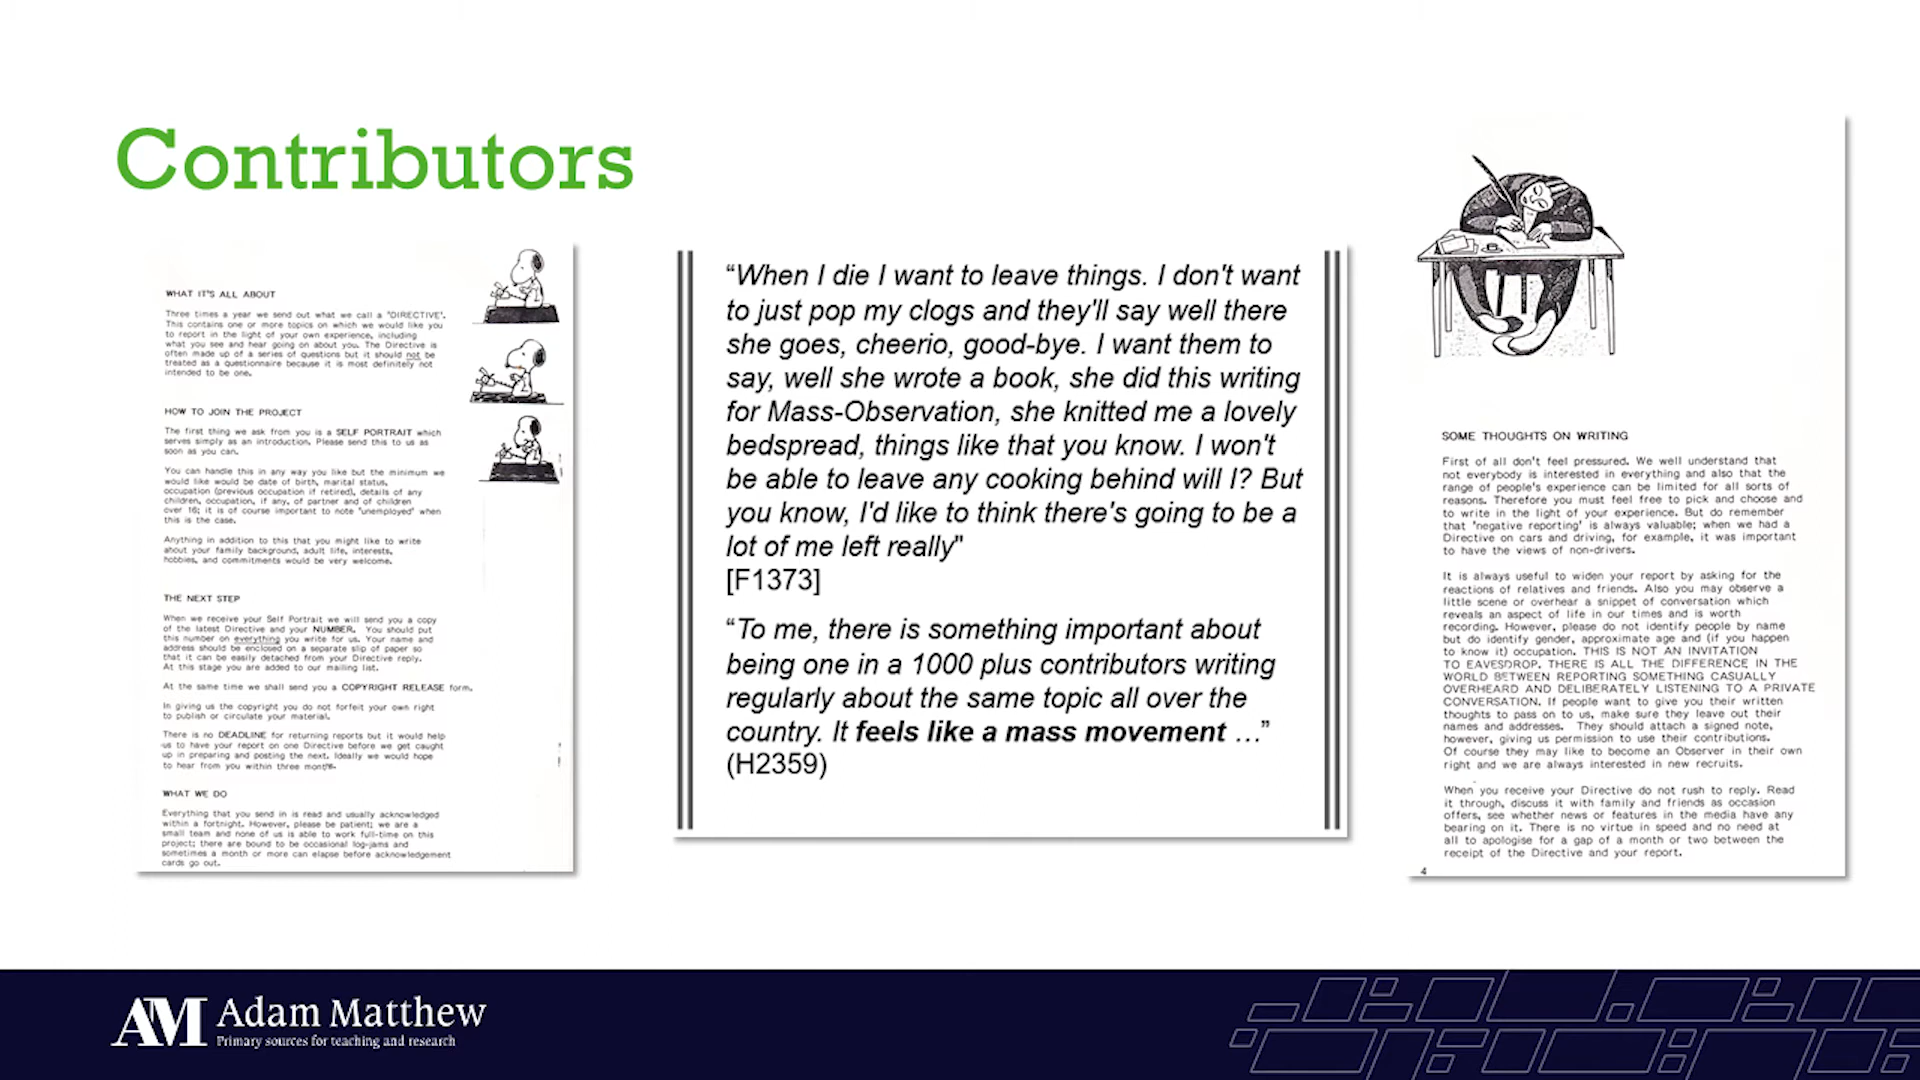 Contributors
WHAT IT'S ALL ABOUT
Three times a year we send out what we call a "DIRECTIVE".
This contains one or more topics on which we would like you
to report in the light of your own experience, including
what you see and hear going on about you. The Directive is
often made up of a series of questions but it should not be
treated as a questionnaire because it is most definitely not
intended to be one.
HOW TO JOIN THE PROJECT
The first thing we ask from you is a SELF PORTRAIT which
serves simply as an introduction. Please send this to us as
soon as you can.
You can handle this in any way you like but the minimum we
would like would be date of birth, marital status,
occupation (previous occupation if retired), details of any
children, occupation, if any, of partner and of children
over 16; it is of course important to note 'unemployed' when
this is the case.
Anything in addition to this that you might like to write
about your family background, adult life, interests,
hobbies, and commitments would be very welcome.
THE NEXT STEP
When we receive your Self Portrait we will send you a copy
of the latest Directive and your NUMBER. You should put
this number on everything you write for us. Your name and
address should be enclosed on a separate slip of paper so
that it can be easily detached from your Directive reply.
At this stage you are added to our mailing list.
At the same time we shall send you a COPYRIGHT RELEASE form.
In giving us the copyright you do not forfeit your own right
to publish or circulate your material.
There is no DEADLINE for returning reports but it would help
us to have your report on one Directive before we get caught
up in preparing and posting the next. Ideally we would hope
to hear from you within three months.
WHAT WE DO
Everything that you send in is read and usually acknowledged
within a fortnight. However, please be patient; we are a
small team and none of us is able to work full-time on this
project; there are bound to be occasional log-jams and
sometimes a month or more can elapse before acknowledgement
cards go out.
“When I die I want to leave things. I don't want
to just pop my clogs and they'll say well there
she goes, cheerio, good-bye. I want them to
say, well she wrote a book, she did this writing
for Mass-Observation, she knitted me a lovely
bedspread, things like that you know. I won't
be able to leave any cooking behind will I? But
you know, I'd like to think there's going to be a
lot of me left really"
[F1373]
“To me, there is something important about
being one in a 1000 plus contributors writing
regularly about the same topic all over the
country. It feels like a mass movement …”
(H2359)
SOME THOUGHTS ON WRITING
First of all don't feel pressured. We well understand that
not everybody is interested in everything and also that the
range of people's experience can be limited for all sorts of
reasons. Therefore you must feel free to pick and choose and
to write in the light of your experience. But do remember
that 'negative reporting' is always valuable; when we had a
Directive on cars and driving, for example, it was important
to have the views of non-drivers.
It is always useful to widen your report by asking for the
reactions of relatives and friends. Also you may observe a
little scene or overhear a snippet of conversation which
reveals an aspect of life in our times and is worth
recording. However, please do not identify people by name
but do identify gender, approximate age and (if you happen
to know it) occupation. THIS IS NOT AN INVITATION
TO EAVESDROP. THERE IS ALL THE DIFFERENCE IN THE
WORLD BETWEEN REPORTING SOMETHING CASUALLY
OVERHEARD AND DELIBERATELY LISTENING TO A PRIVATE
CONVERSATION. If people want to give you their written
thoughts to pass on to us, make sure they leave out their
names and addresses. They should attach a signed note,
however, giving us permission to use their contributions.
Of course they may like to become an Observer in their own
right and we are always interested in new recruits.
When you receive your Directive do not rush to reply. Read
it through, discuss it with family and friends as occasion
offers, see whether news or features in the media have any
bearing on it. There is no virtue in speed and no need at
all to apologise for a gap of a month or two between the
receipt of the Directive and your report.
4
AM Adam Matthew
Primary sources for teaching and research